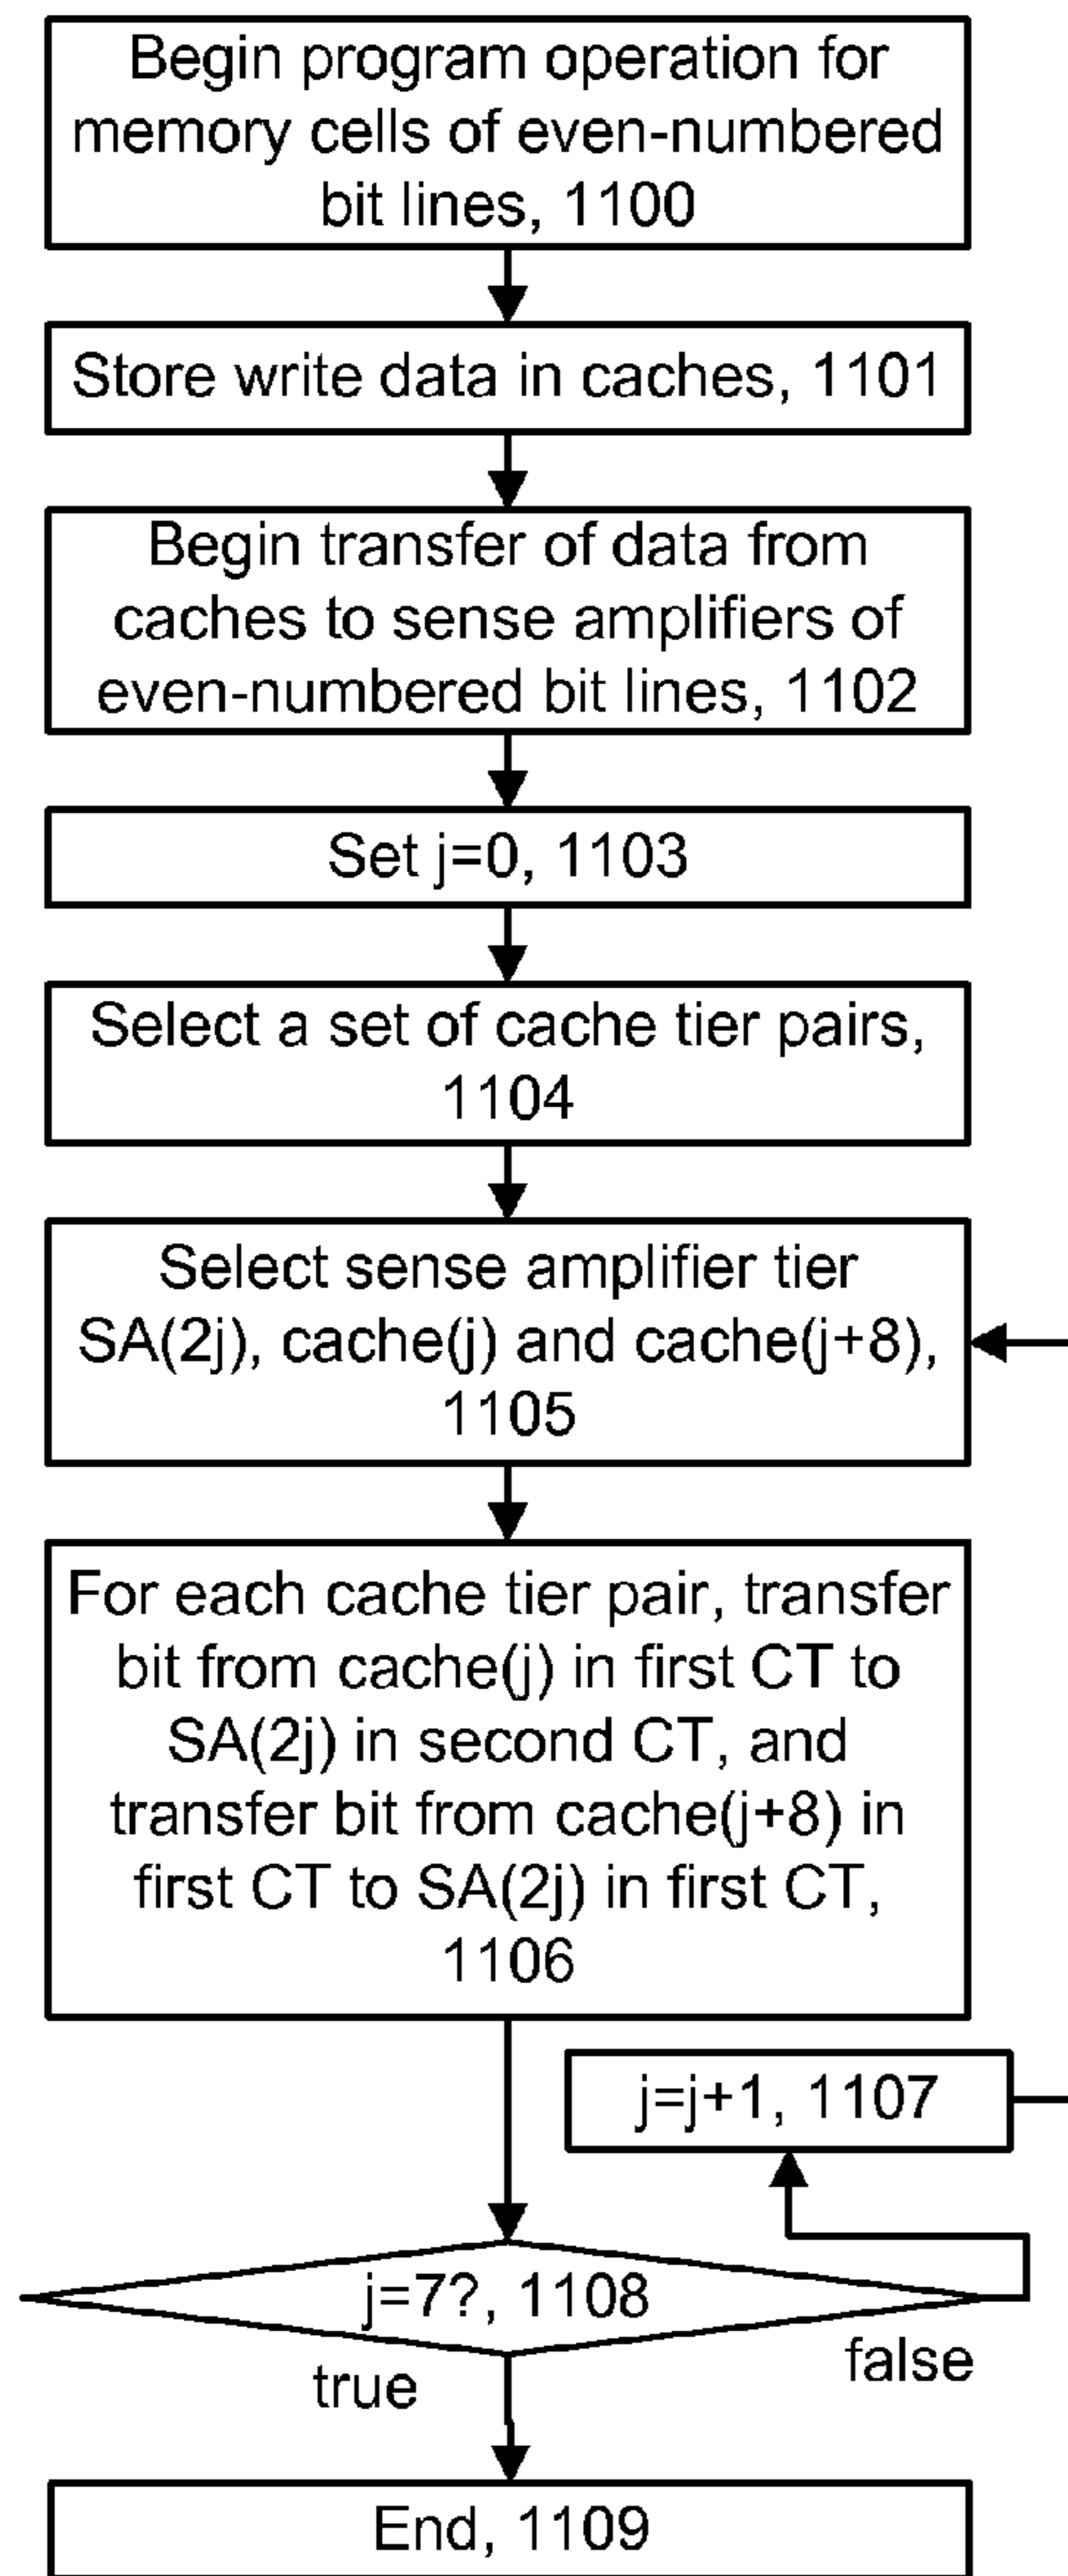 Begin program operation for
memory cells of even-numbered
bit lines, 1100
Store write data in caches, 1101
Begin transfer of data from
caches to sense amplifiers of
even-numbered bit lines, 1102
Set j=0, 1103
Select a set of cache tier pairs,
1104
Select sense amplifier tier
SA(2j), cache(j) and cache(j+8),
1105
For each cache tier pair, transfer
bit from cache(j) in first CT to
SA(2j) in second CT, and
transfer bit from cache(j+8) in
first CT to SA(2j) in first CT,
1106
j=j+1, 1107
j=7?, 1108
false
true
End, 1109